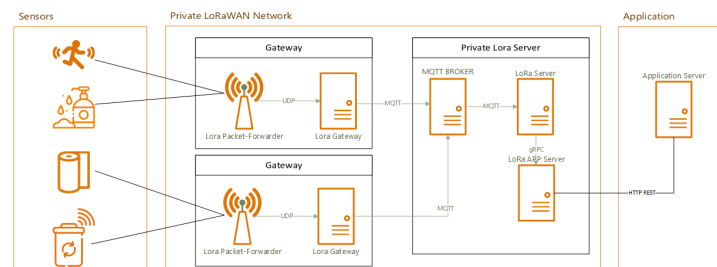 Sensors
Private LoRaWAN Network
Application
Gateway
Private Lora Server
MQTT BROKER
LoRa Server
Application Server
UDP
MQTT
MQTT
Lora Packet-Forwarder
Lora Gateway
gRPC
LoRa APP Server
Gateway
HTTP REST
UDP
MQTT
Lora Packet-Forwarder
Lora Gateway